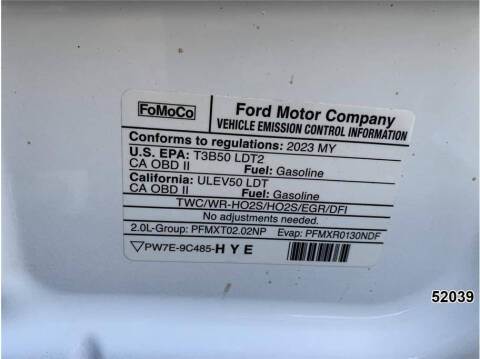 FoMoCo
Ford Motor Company
VEHICLE EMISSION CONTROL INFORMATION
Conforms to regulations: 2023 MY
U.S. EPA: T3B50 LDT2
CA OBD II Fuel: Gasoline
California: ULEV50 LDT
CA OBD II Fuel: Gasoline
TWC/WR-HO2S/HO2S/EGR/DFI
No adjustments needed.
2.0L-Group: PFMXT02.02NP Evap: PFMXR0130NDF
PW7E-9C485-HYE
52039